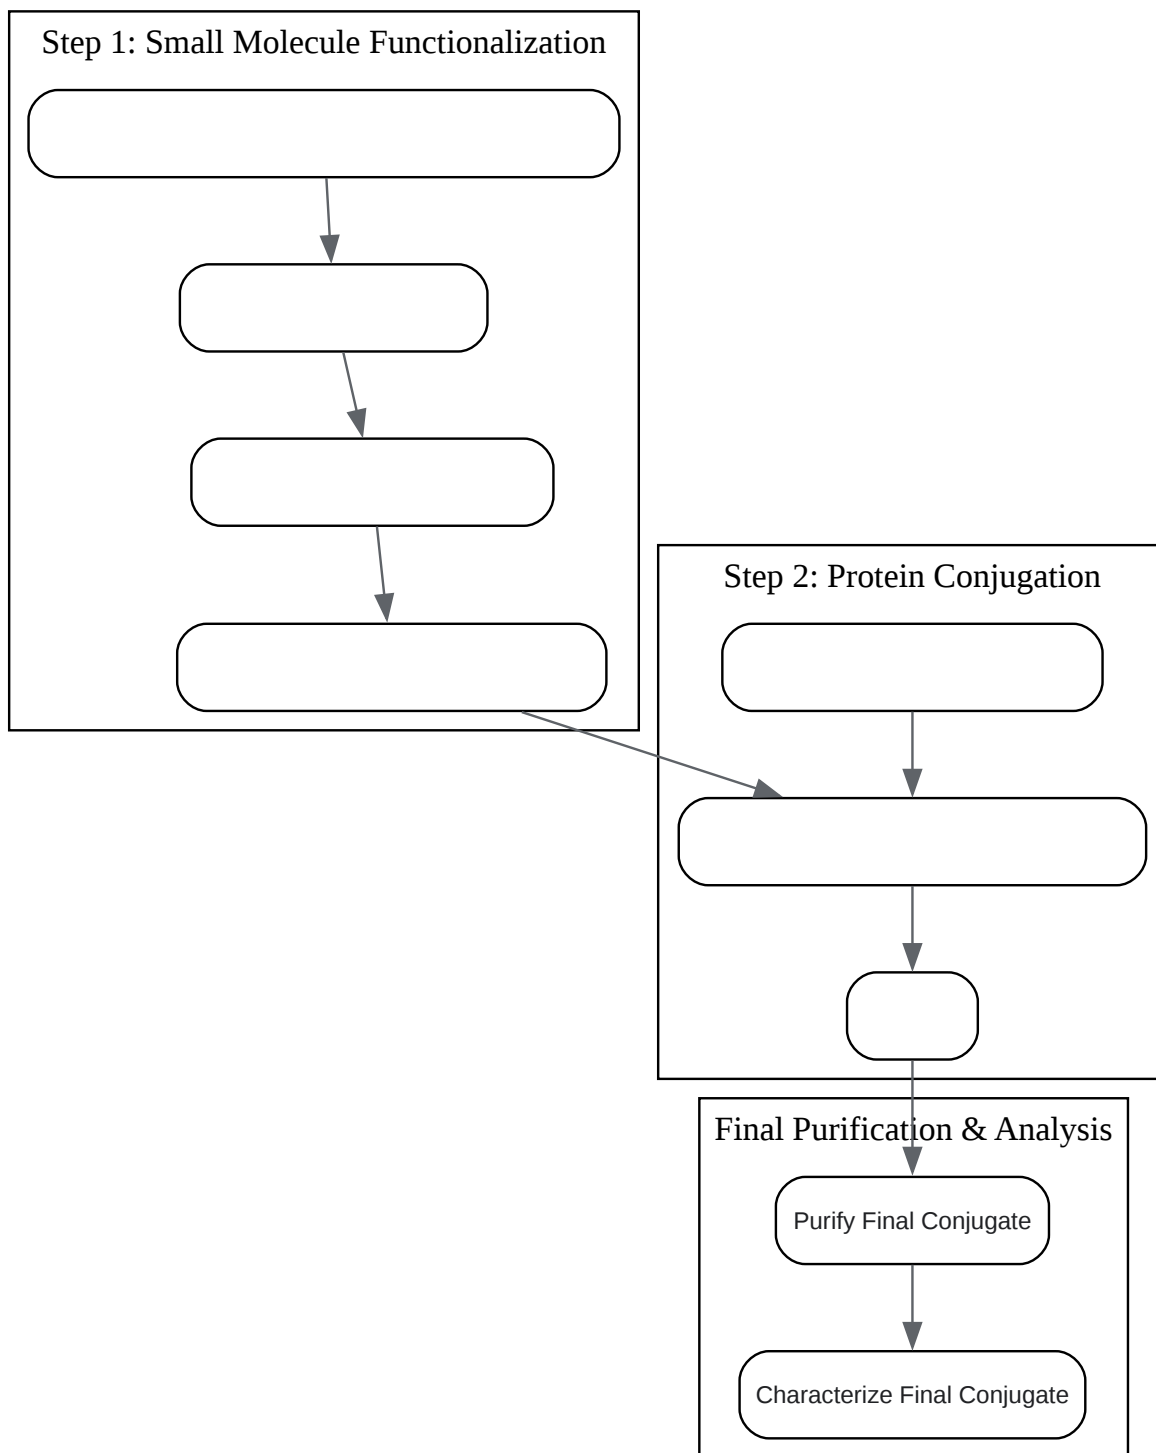 Step 1: Small Molecule Functionalization
Step 2: Protein Conjugation
Final Purification & Analysis
Purify Final Conjugate
Characterize Final Conjugate